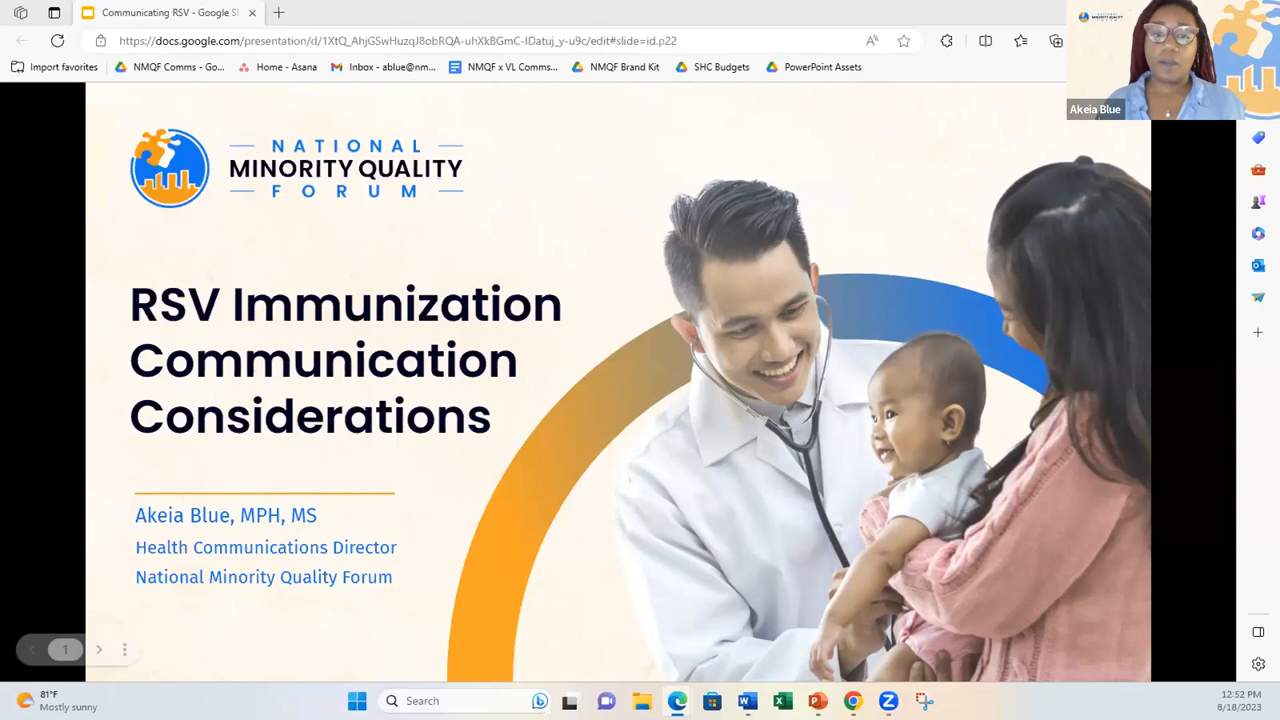 Communicating RSV - Google Sl
https://docs.google.com/presentation/d/1XtQ_AhjGSwHuzqJ8obRQA-uhXkBGmC-IDatuj_y-u9c/edit#slide=id.p22
Import favorites
NMQF Comms - Go...
Home - Asana
Inbox - ablue@nm...
NMQF x VL Comm...
NMQF Brand Kit
SHC Budgets
PowerPoint Assets
Akeia Blue
NATIONAL
MINORITY QUALITY
FORUM
RSV Immunization
Communication
Considerations
Akeia Blue, MPH, MS
Health Communications Director
National Minority Quality Forum
1
81°F
Mostly sunny
Search
12:52 PM
8/18/2023